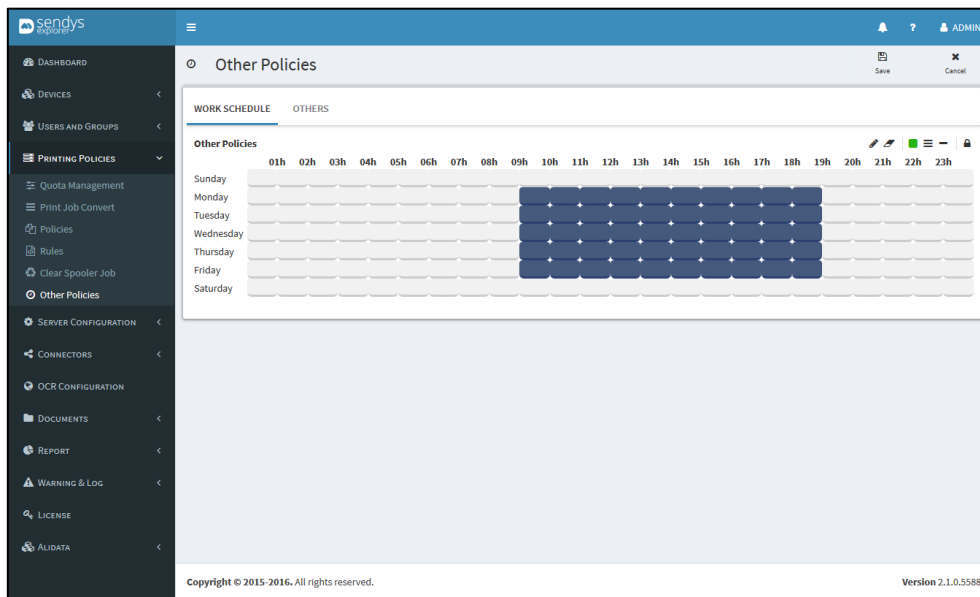 sendys
explorer
ADMIN
DASHBOARD
DEVICES
USERS AND GROUPS
PRINTING POLICIES
Quota Management
Print Job Convert
Policies
Rules
Clear Spooler Job
Other Policies
SERVER CONFIGURATION
CONNECTORS
OCR CONFIGURATION
DOCUMENTS
REPORT
WARNING & LOG
LICENSE
ALIDATA
Other Policies
Save
Cancel
WORK SCHEDULE OTHERS
Other Policies
01h 02h 03h 04h 05h 06h 07h 08h 09h 10h 11h 12h 13h 14h 15h 16h 17h 18h 19h 20h 21h 22h 23h
Sunday
Monday
Tuesday
Wednesday
Thursday
Friday
Saturday
Copyright © 2015-2016. All rights reserved.
Version 2.1.0.5588